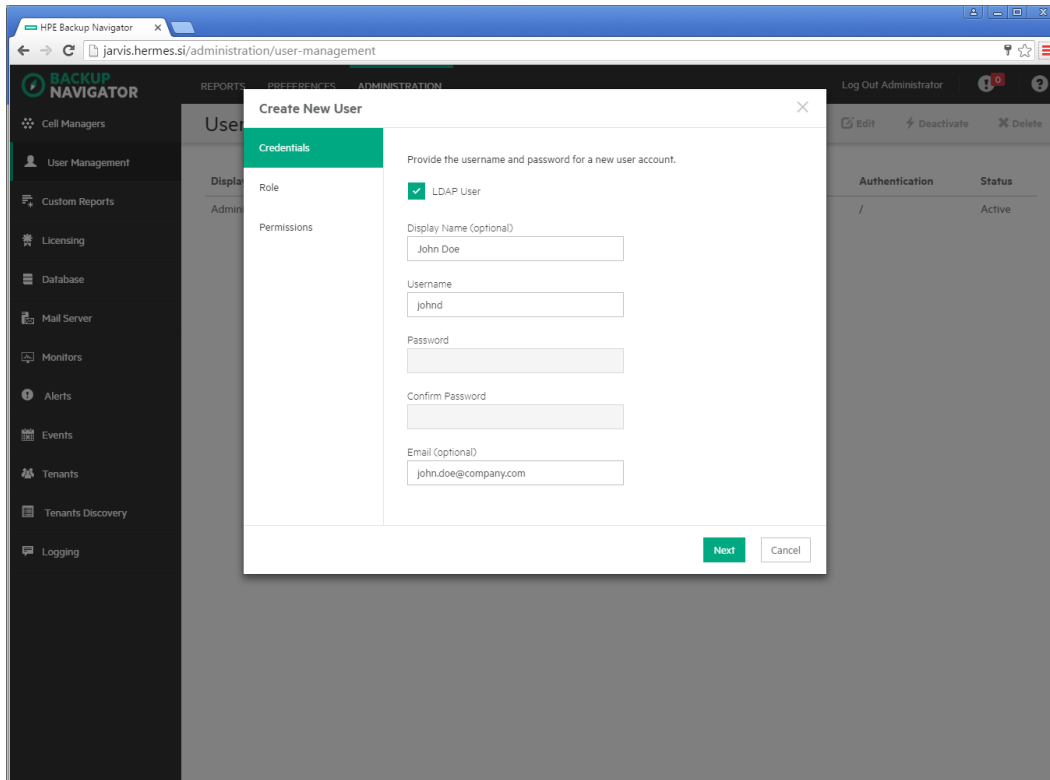 HPE Backup Navigator
jarvis.hermes.si/administration/user-management
BACKUP
NAVIGATOR
REPORTS PREFERENCES ADMINISTRATION
Log Out Administrator
0
Cell Managers
User Management
Custom Reports
Licensing
Database
Mail Server
Monitors
Alerts
Events
Tenants
Tenants Discovery
Logging
User
Edit Deactivate Delete
Displa
Authentication Status
Admin
/ Active
Create New User
Credentials
Role
Permissions
Provide the username and password for a new user account.
LDAP User
Display Name (optional)
John Doe
Username
johnd
Password
Confirm Password
Email (optional)
john.doe@company.com
Next Cancel